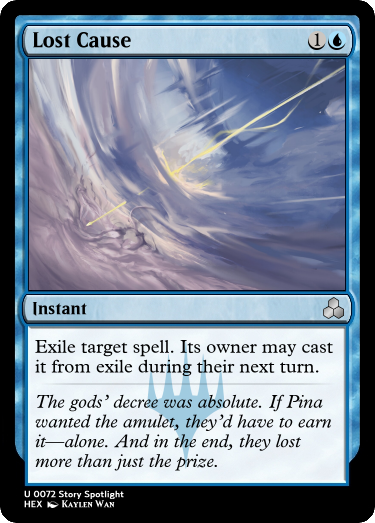 Lost Cause 1
Instant
Exile target spell. Its owner may cast
it from exile during their next turn.
The gods’ decree was absolute. If Pina
wanted the amulet, they’d have to earn
it—alone. And in the end, they lost
more than just the prize.
U 0072 Story Spotlight
HEX Kaylen Wan